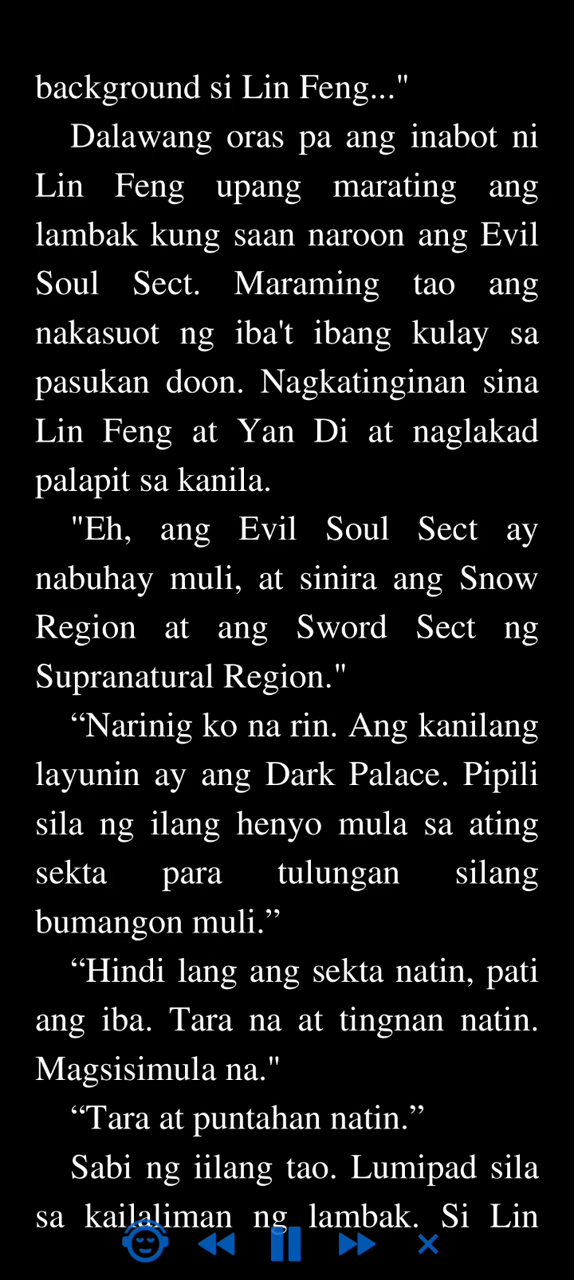 background si Lin Feng..."
Dalawang oras pa ang inabot ni
Lin Feng upang marating ang
lambak kung saan naroon ang Evil
Soul Sect. Maraming tao ang
nakasuot ng iba't ibang kulay sa
pasukan doon. Nagkatinginan sina
Lin Feng at Yan Di at naglakad
palapit sa kanila.
"Eh, ang Evil Soul Sect ay
nabuhay muli, at sinira ang Snow
Region at ang Sword Sect ng
Supranatural Region."
“Narinig ko na rin. Ang kanilang
layunin ay ang Dark Palace. Pipili
sila ng ilang henyo mula sa ating
sekta para tulungan silang
bumangon muli.”
“Hindi lang ang sekta natin, pati
ang iba. Tara na at tingnan natin.
Magsisimula na."
“Tara at puntahan natin.”
Sabi ng iilang tao. Lumipad sila
sa kailaliman ng lambak. Si Lin